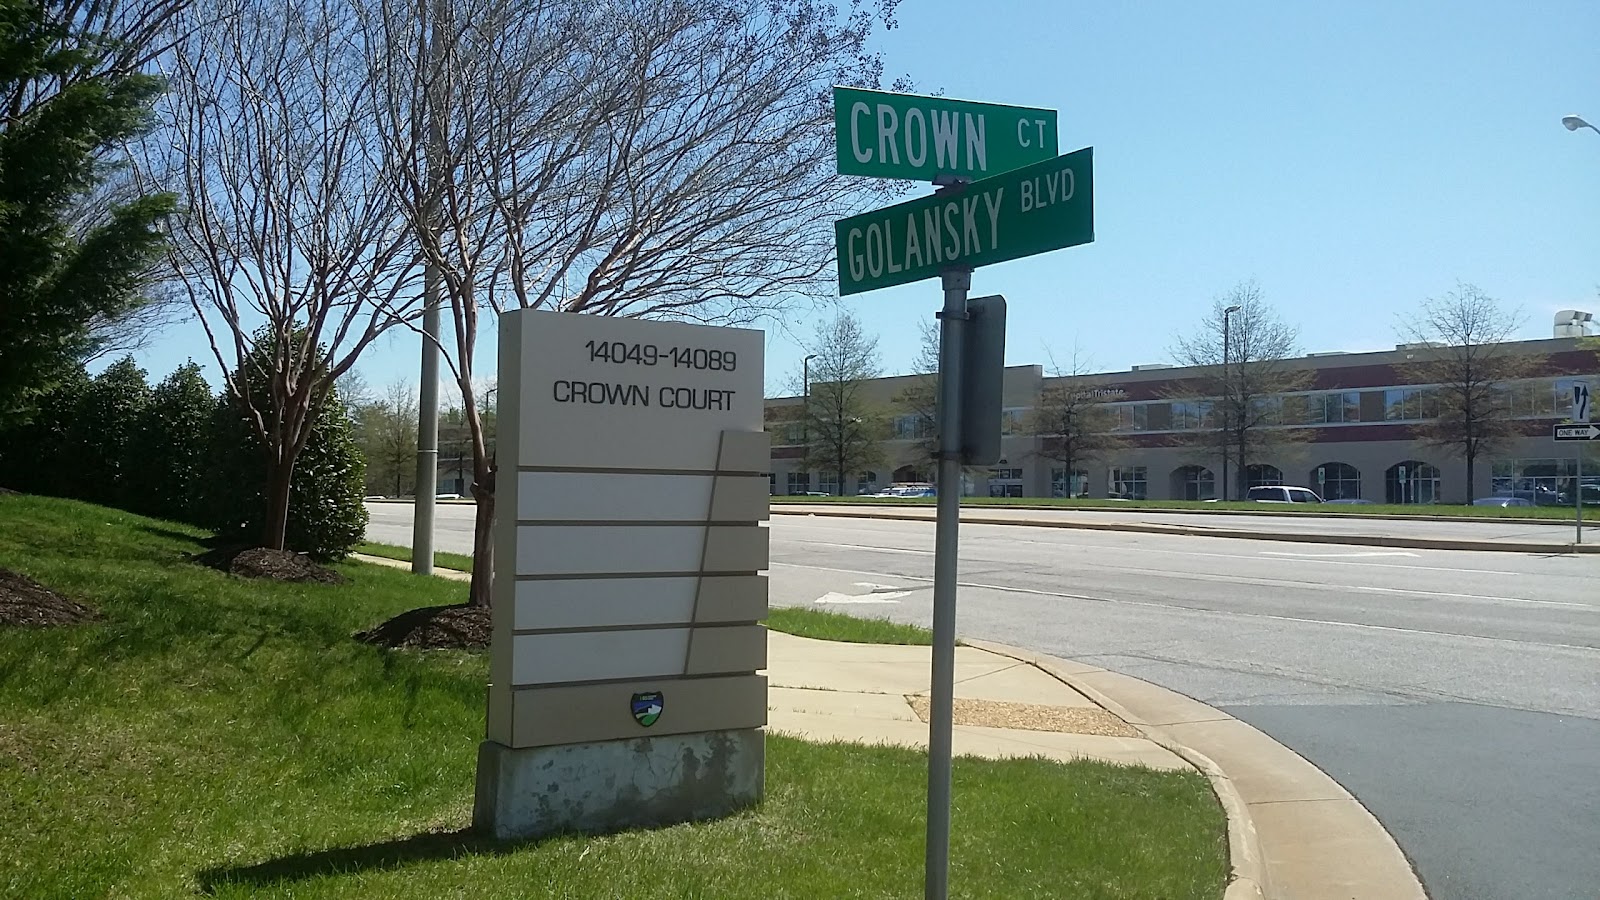 CROWN CT
GOLANSKY BLVD
14049-14089
CROWN COURT
ONE WAY